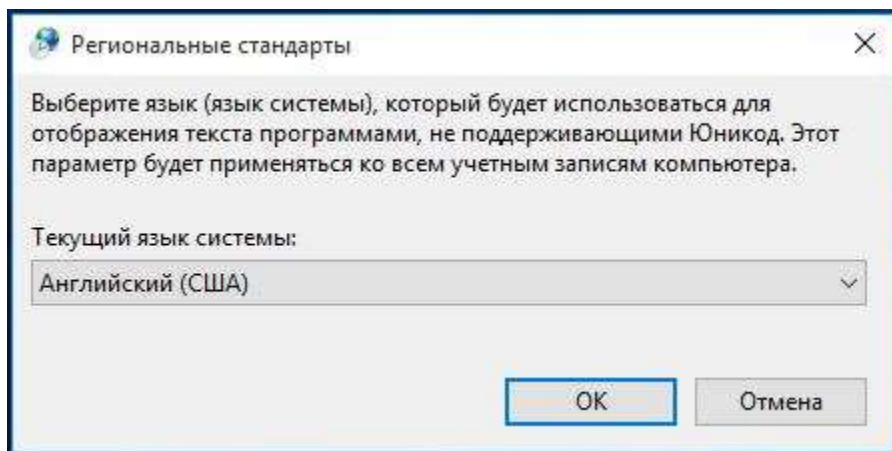 Региональные стандарты
Выберите язык (язык системы), который будет использоваться для
отображения текста программами, не поддерживающими Юникод. Этот
параметр будет применяться ко всем учетным записям компьютера.
Текущий язык системы:
Английский (США)
ОК
Отмена